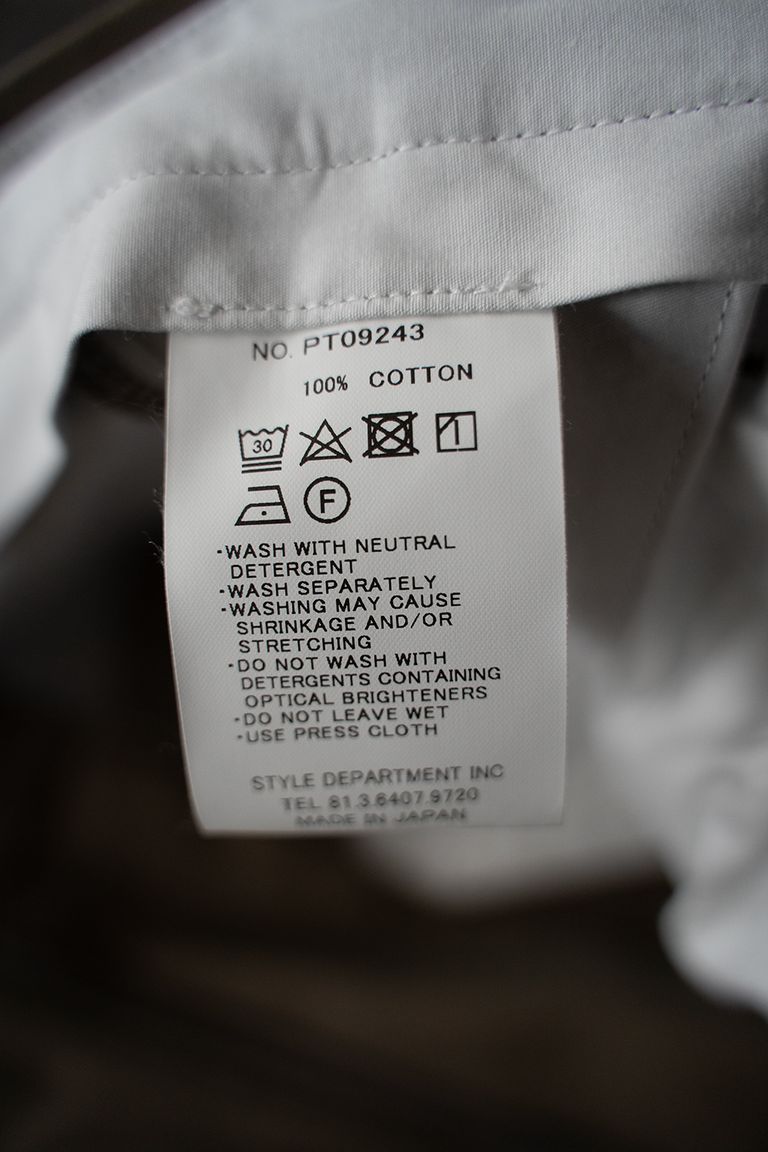 NO. PT09243
100% COTTON
30
F
·WASH WITH NEUTRAL
DETERGENT
·WASH SEPARATELY
·WASHING MAY CAUSE
SHRINKAGE AND/OR
STRETCHING
·DO NOT WASH WITH
DETERGENTS CONTAINING
OPTICAL BRIGHTENERS
·DO NOT LEAVE WET
·USE PRESS CLOTH
STYLE DEPARTMENT INC
TEL 81.3.6407.9720
MADE IN JAPAN